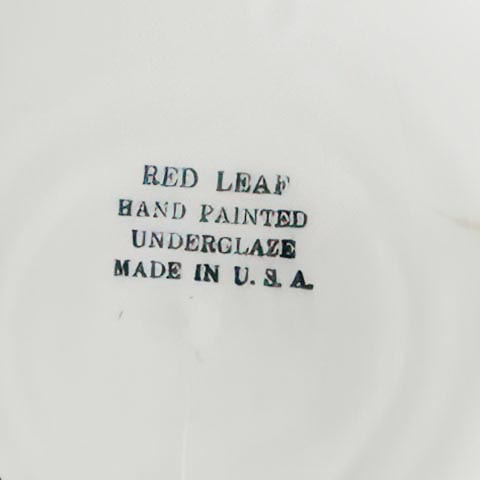 RED LEAF
HAND PAINTED
UNDERGLAZE
MADE IN U. S. A.